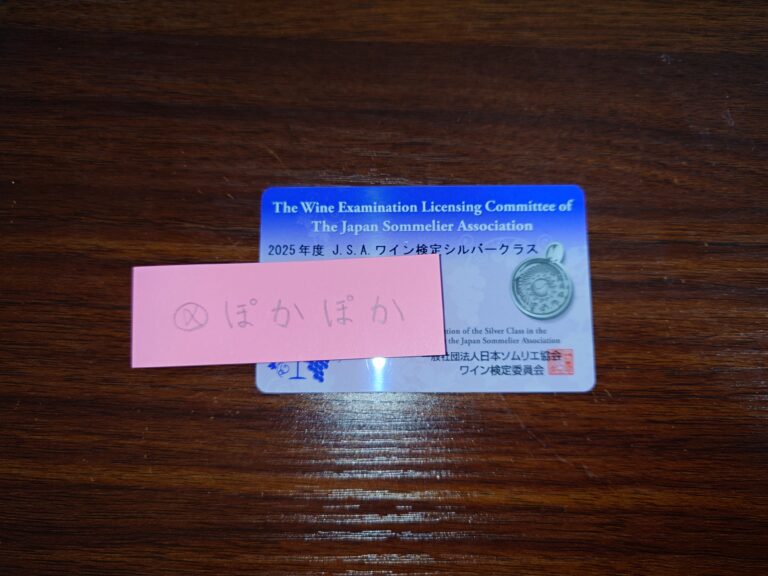 The Wine Examination Licensing Committee of
The Japan Sommelier Association
2025年度 J.S.A.ワイン検定シルバークラス
ぽかぽか
of the Silver Class in the
the Japan Sommelier Association
社団法人日本ソムリエ協会
ワイン検定委員会